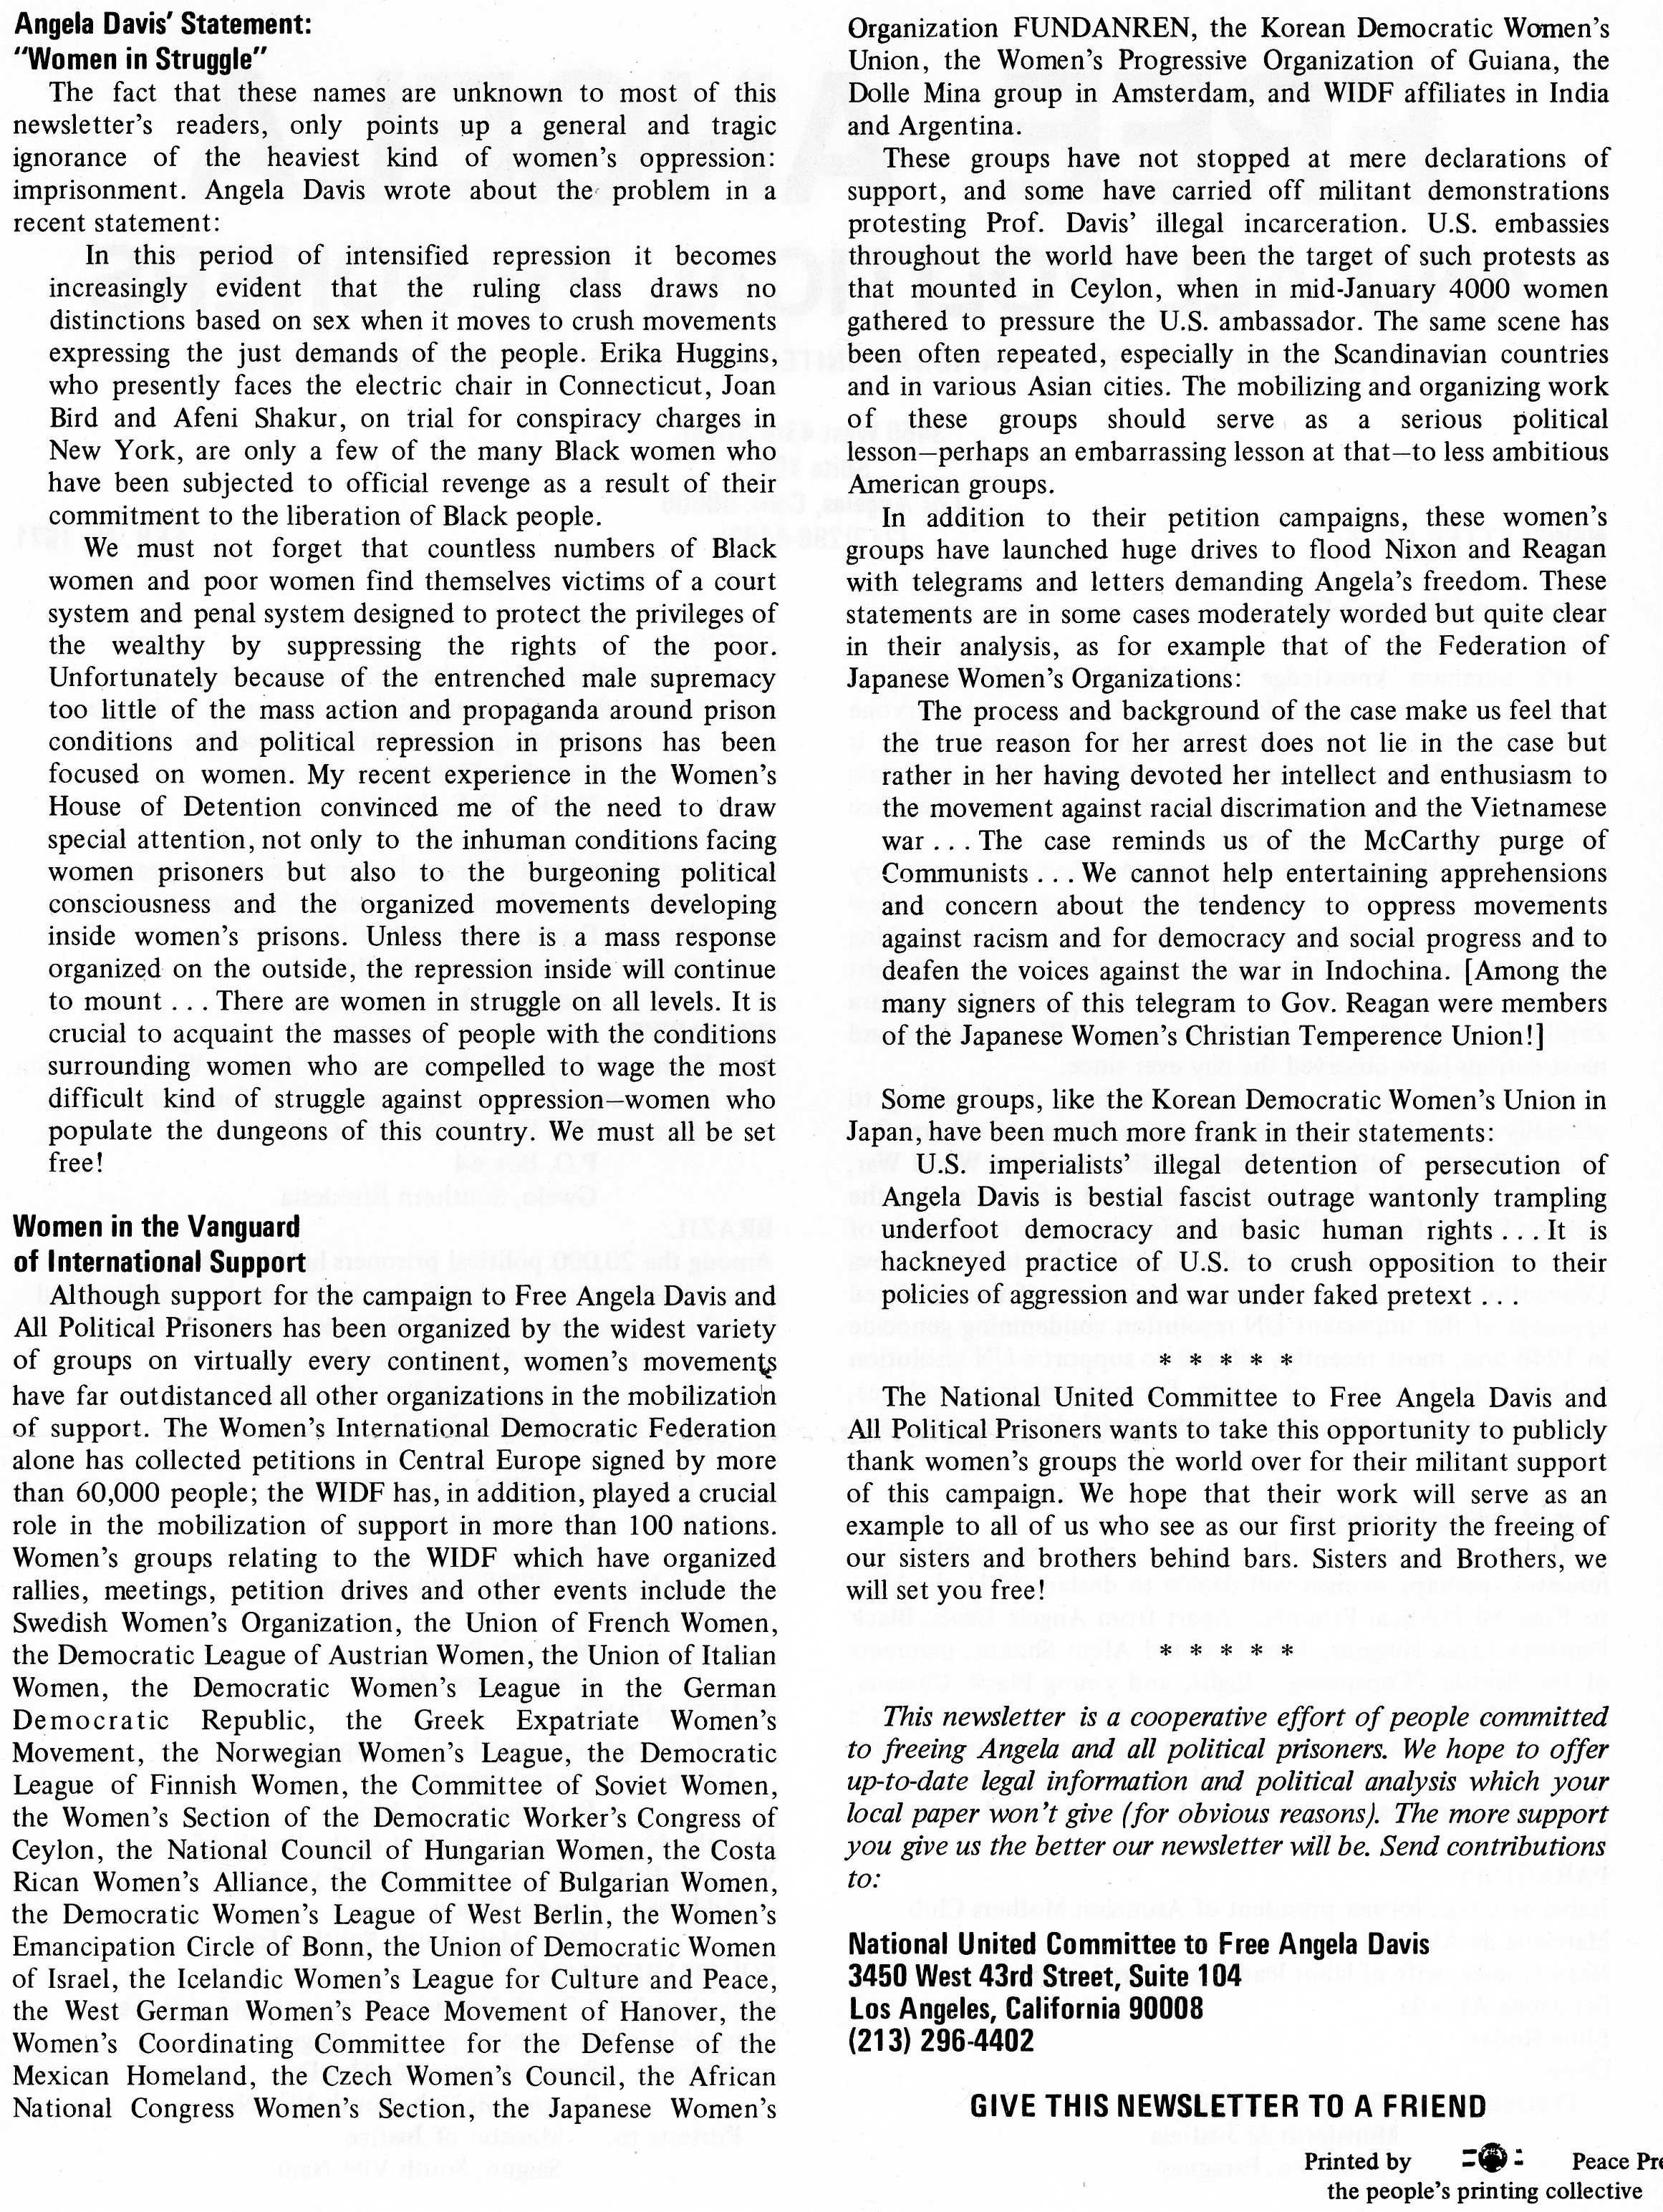 Angela Davis' Statement:
"Women in Struggle"
The fact that these names are unknown to most of this
newsletter's readers, only points up a general and tragic
ignorance of the heaviest kind of women's oppression:
imprisonment. Angela Davis wrote about the problem in a
recent statement:
In this period of intensified repression it becomes
increasingly evident that the ruling class draws no
distinctions based on sex when it moves to crush movements
expressing the just demands of the people. Erika Huggins,
who presently faces the electric chair in Connecticut, Joan
Bird and Afeni Shakur, on trial for conspiracy charges in
New York, are only a few of the many Black women who
have been subjected to official revenge as a result of their
commitment to the liberation of Black people.
We must not forget that countless numbers of Black
women and poor women find themselves victims of a court
system and penal system designed to protect the privileges of
the wealthy by suppressing the rights of the poor.
Unfortunately because of the entrenched male supremacy
too little of the mass action and propaganda around prison
conditions and political repression in prisons has been
focused on women. My recent experience in the Women's
House of Detention convinced me of the need to draw
special attention, not only to the inhuman conditions facing
women prisoners but also to the burgeoning political
consciousness and the organized movements developing
inside women's prisons. Unless there is a mass response
organized on the outside, the repression inside will continue
to mount . . . There are women in struggle on all levels. It is
crucial to acquaint the masses of people with the conditions
surrounding women who are compelled to wage the most
difficult kind of struggle against oppression—women who
populate the dungeons of this country. We must all be set
free!
Women in the Vanguard
of International Support
Although support for the campaign to Free Angela Davis and
All Political Prisoners has been organized by the widest variety
of groups on virtually every continent, women's movements
have far outdistanced all other organizations in the mobilization
of support. The Women's International Democratic Federation
alone has collected petitions in Central Europe signed by more
than 60,000 people; the WIDF has, in addition, played a crucial
role in the mobilization of support in more than 100 nations.
Women's groups relating to the WIDF which have organized
rallies, meetings, petition drives and other events include the
Swedish Women's Organization, the Union of French Women,
the Democratic League of Austrian Women, the Union of Italian
Women, the Democratic Women's League in the German
Democratic Republic, the Greek Expatriate Women's
Movement, the Norwegian Women's League, the Democratic
League of Finnish Women, the Committee of Soviet Women,
the Women's Section of the Democratic Worker's Congress of
Ceylon, the National Council of Hungarian Women, the Costa
Rican Women's Alliance, the Committee of Bulgarian Women,
the Democratic Women's League of West Berlin, the Women's
Emancipation Circle of Bonn, the Union of Democratic Women
of Israel, the Icelandic Women's League for Culture and Peace,
the West German Women's Peace Movement of Hanover, the
Women's Coordinating Committee for the Defense of the
Mexican Homeland, the Czech Women's Council, the African
National Congress Women's Section, the Japanese Women's
Organization FUNDANREN, the Korean Democratic Women's
Union, the Women's Progressive Organization of Guiana, the
Dolle Mina group in Amsterdam, and WIDF affiliates in India
and Argentina.
These groups have not stopped at mere declarations of
support, and some have carried off militant demonstrations
protesting Prof. Davis' illegal incarceration. U.S. embassies
throughout the world have been the target of such protests as
that mounted in Ceylon, when in mid-January 4000 women
gathered to pressure the U.S. ambassador. The same scene has
been often repeated, especially in the Scandinavian countries
and in various Asian cities. The mobilizing and organizing work
of these groups should serve as a serious political
lesson—perhaps an embarrassing lesson at that—to less ambitious
American groups.
In addition to their petition campaigns, these women's
groups have launched huge drives to flood Nixon and Reagan
with telegrams and letters demanding Angela's freedom. These
statements are in some cases moderately worded but quite clear
in their analysis, as for example that of the Federation of
Japanese Women's Organizations:
The process and background of the case make us feel that
the true reason for her arrest does not lie in the case but
rather in her having devoted her intellect and enthusiasm to
the movement against racial discrimation and the Vietnamese
war . . . The case reminds us of the McCarthy purge of
Communists . . . We cannot help entertaining apprehensions
and concern about the tendency to oppress movements
against racism and for democracy and social progress and to
deafen the voices against the war in Indochina. [Among the
many signers of this telegram to Gov. Reagan were members
of the Japanese Women's Christian Temperence Union!]
Some groups, like the Korean Democratic Women's Union in
Japan, have been much more frank in their statements:
U.S. imperialists' illegal detention of persecution of
Angela Davis is bestial fascist outrage wantonly trampling
underfoot democracy and basic human rights . . . It is
hackneyed practice of U.S. to crush opposition to their
policies of aggression and war under faked pretext . . .
* * * * *
The National United Committee to Free Angela Davis and
All Political Prisoners wants to take this opportunity to publicly
thank women's groups the world over for their militant support
of this campaign. We hope that their work will serve as an
example to all of us who see as our first priority the freeing of
our sisters and brothers behind bars. Sisters and Brothers, we
will set you free!
* * * * *
This newsletter is a cooperative effort of people committed
to freeing Angela and all political prisoners. We hope to offer
up-to-date legal information and political analysis which your
local paper won't give (for obvious reasons). The more support
you give us the better our newsletter will be. Send contributions
to:
National United Committee to Free Angela Davis
3450 West 43rd Street, Suite 104
Los Angeles, California 90008
(213) 296-4402
GIVE THIS NEWSLETTER TO A FRIEND
Printed by Peace Pre
the people's printing collective